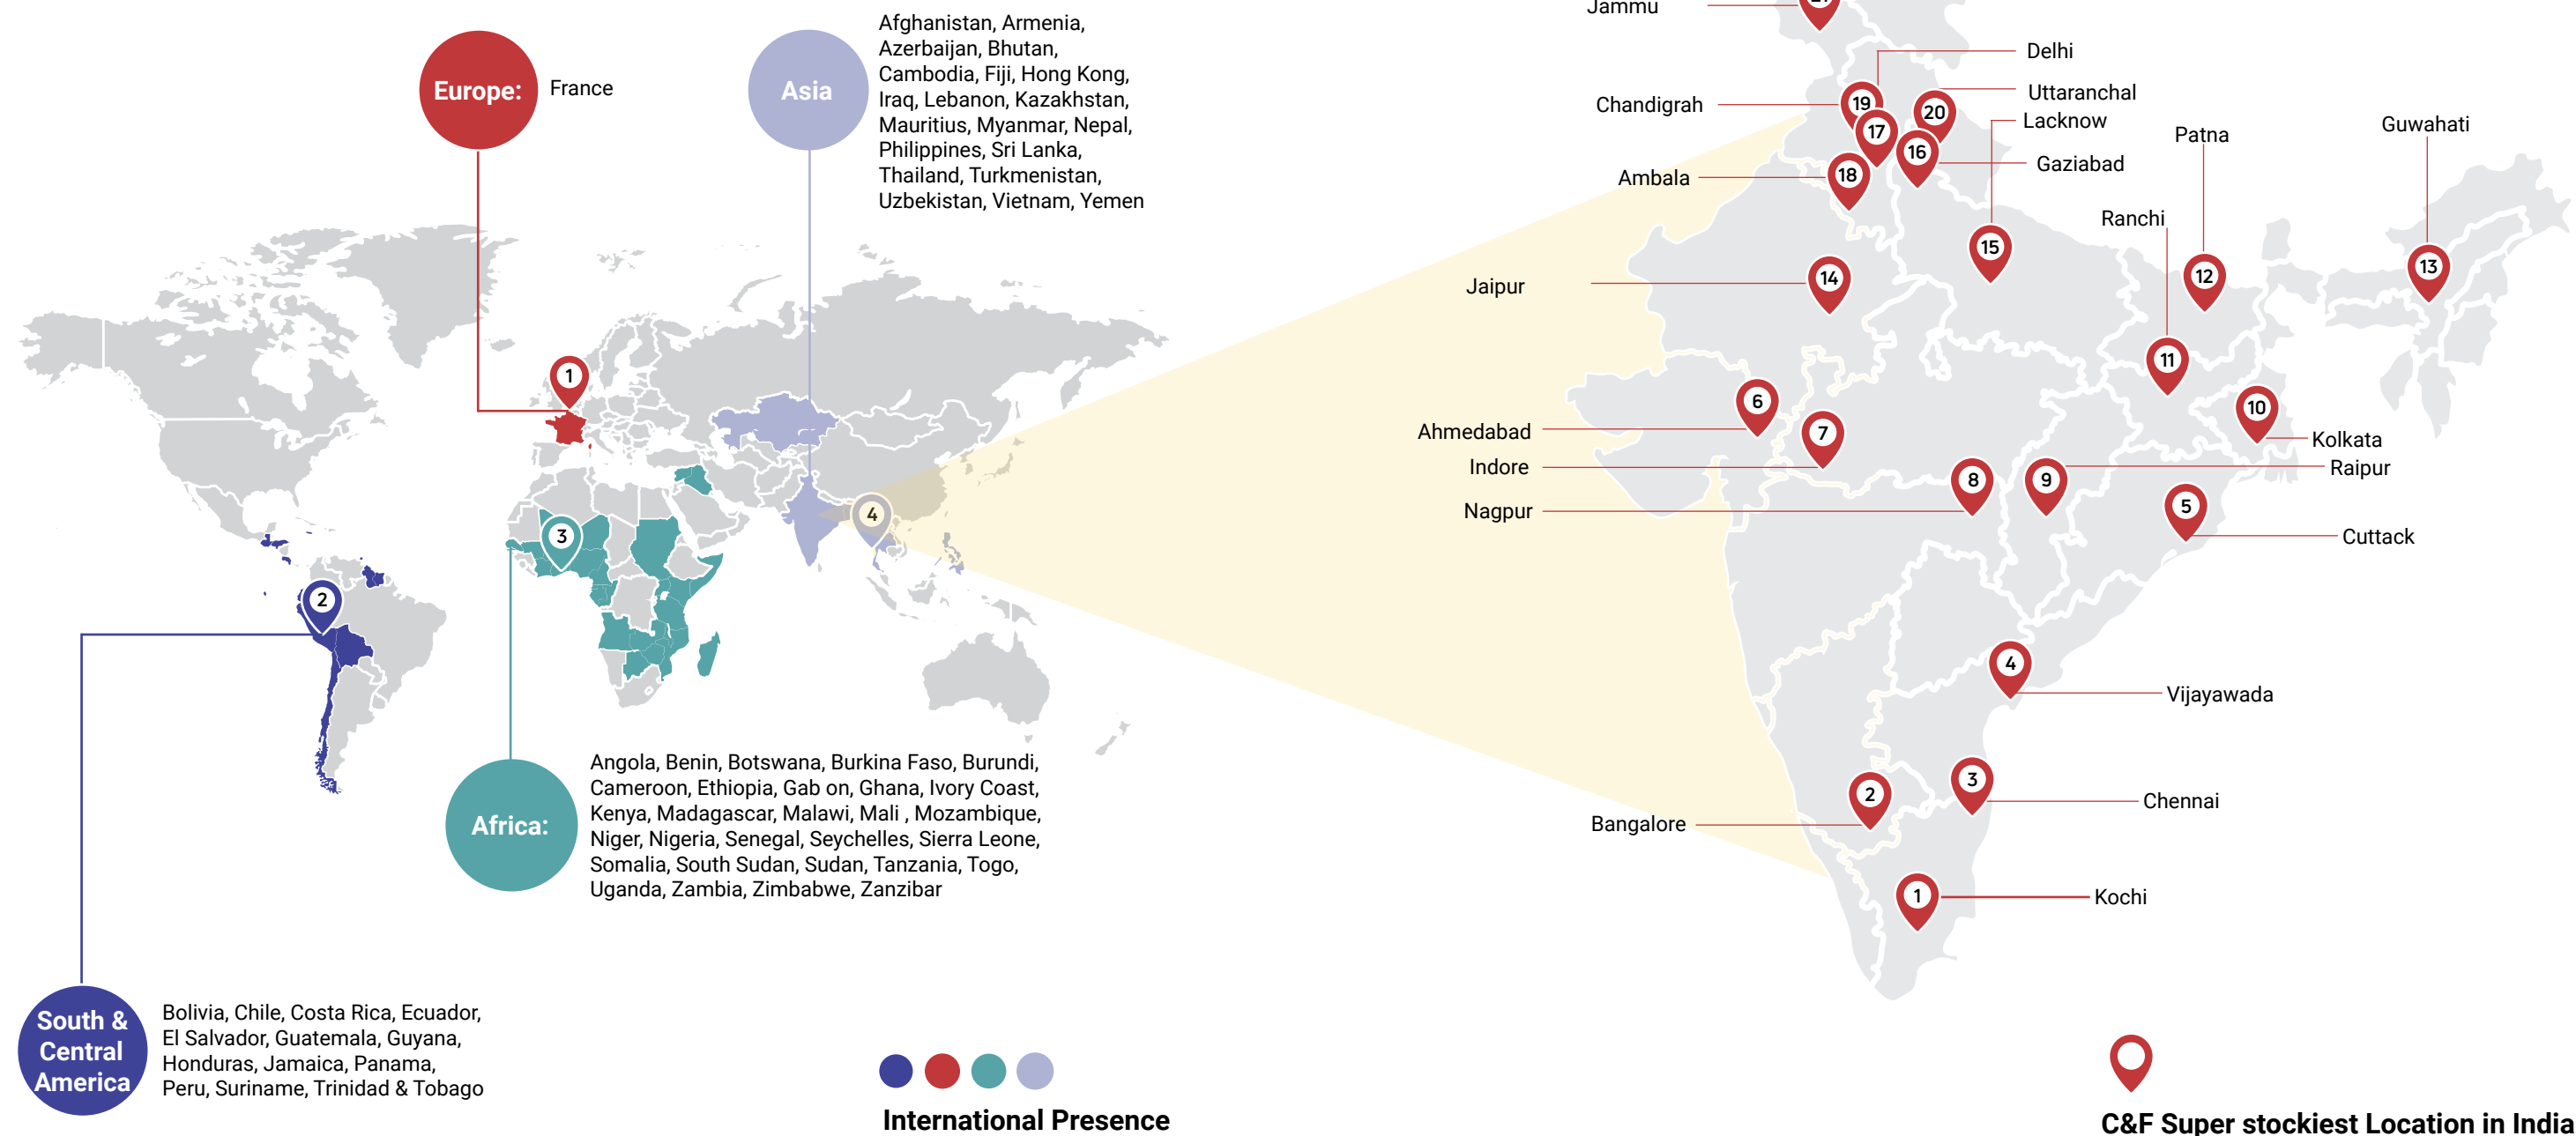 Europe:
France
Asia
Afghanistan, Armenia,
Azerbaijan, Bhutan,
Cambodia, Fiji, Hong Kong,
Iraq, Lebanon, Kazakhstan,
Mauritius, Myanmar, Nepal,
Philippines, Sri Lanka,
Thailand, Turkmenistan,
Uzbekistan, Vietnam, Yemen
1
2
3
4
Africa:
Angola, Benin, Botswana, Burkina Faso, Burundi,
Cameroon, Ethiopia, Gab on, Ghana, Ivory Coast,
Kenya, Madagascar, Malawi, Mali , Mozambique,
Niger, Nigeria, Senegal, Seychelles, Sierra Leone,
Somalia, South Sudan, Sudan, Tanzania, Togo,
Uganda, Zambia, Zimbabwe, Zanzibar
South &
Central
America
Bolivia, Chile, Costa Rica, Ecuador,
El Salvador, Guatemala, Guyana,
Honduras, Jamaica, Panama,
Peru, Suriname, Trinidad & Tobago
International Presence
Jammu
Delhi
Chandigrah
19
20
Uttaranchal
Lacknow
17
16
Gaziabad
Patna
Guwahati
Ambala
18
Ranchi
15
12
13
Jaipur
14
11
6
10
Ahmedabad
7
Kolkata
Indore
8
9
Raipur
Nagpur
5
Cuttack
4
Vijayawada
2
3
Chennai
Bangalore
1
Kochi
C&F Super stockiest Location in India